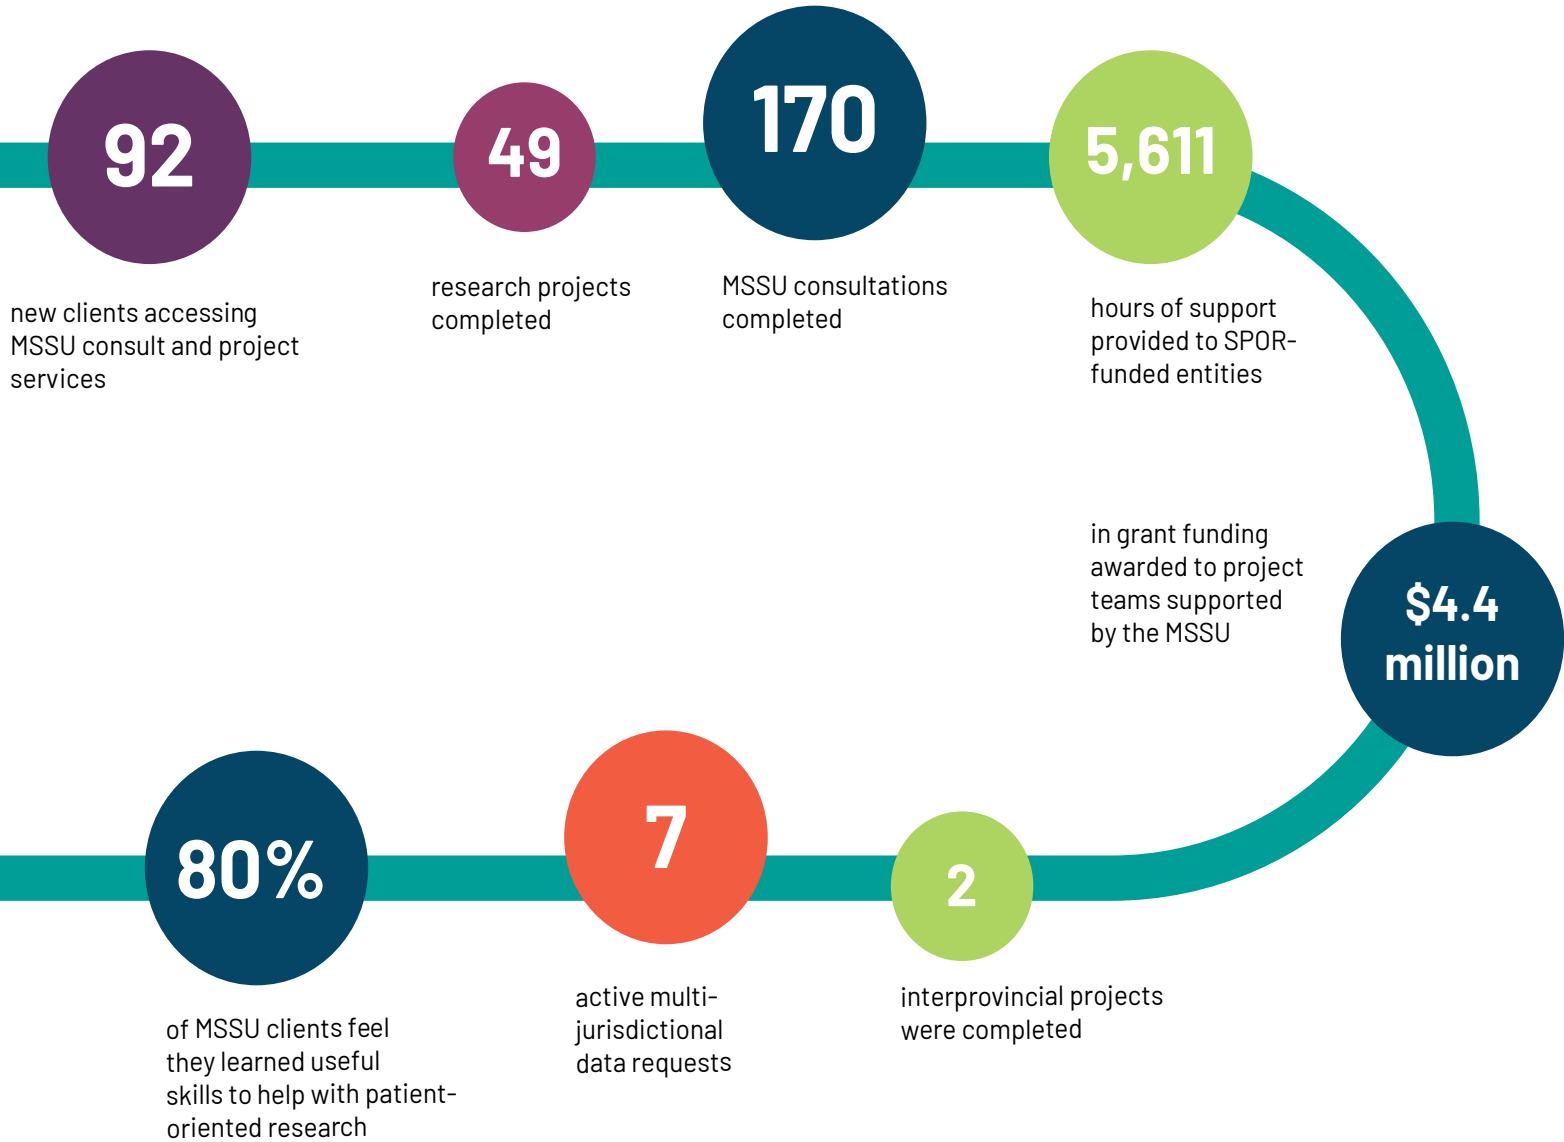 92
new clients accessing
MSSU consult and project
services
49
research projects
completed
170
MSSU consultations
completed
5,611
hours of support
provided to SPOR-
funded entities
in grant funding
awarded to project
teams supported
by the MSSU
$4.4
million
80%
of MSSU clients feel
they learned useful
skills to help with patient-
oriented research
7
active multi-
jurisdictional
data requests
2
interprovincial projects
were completed